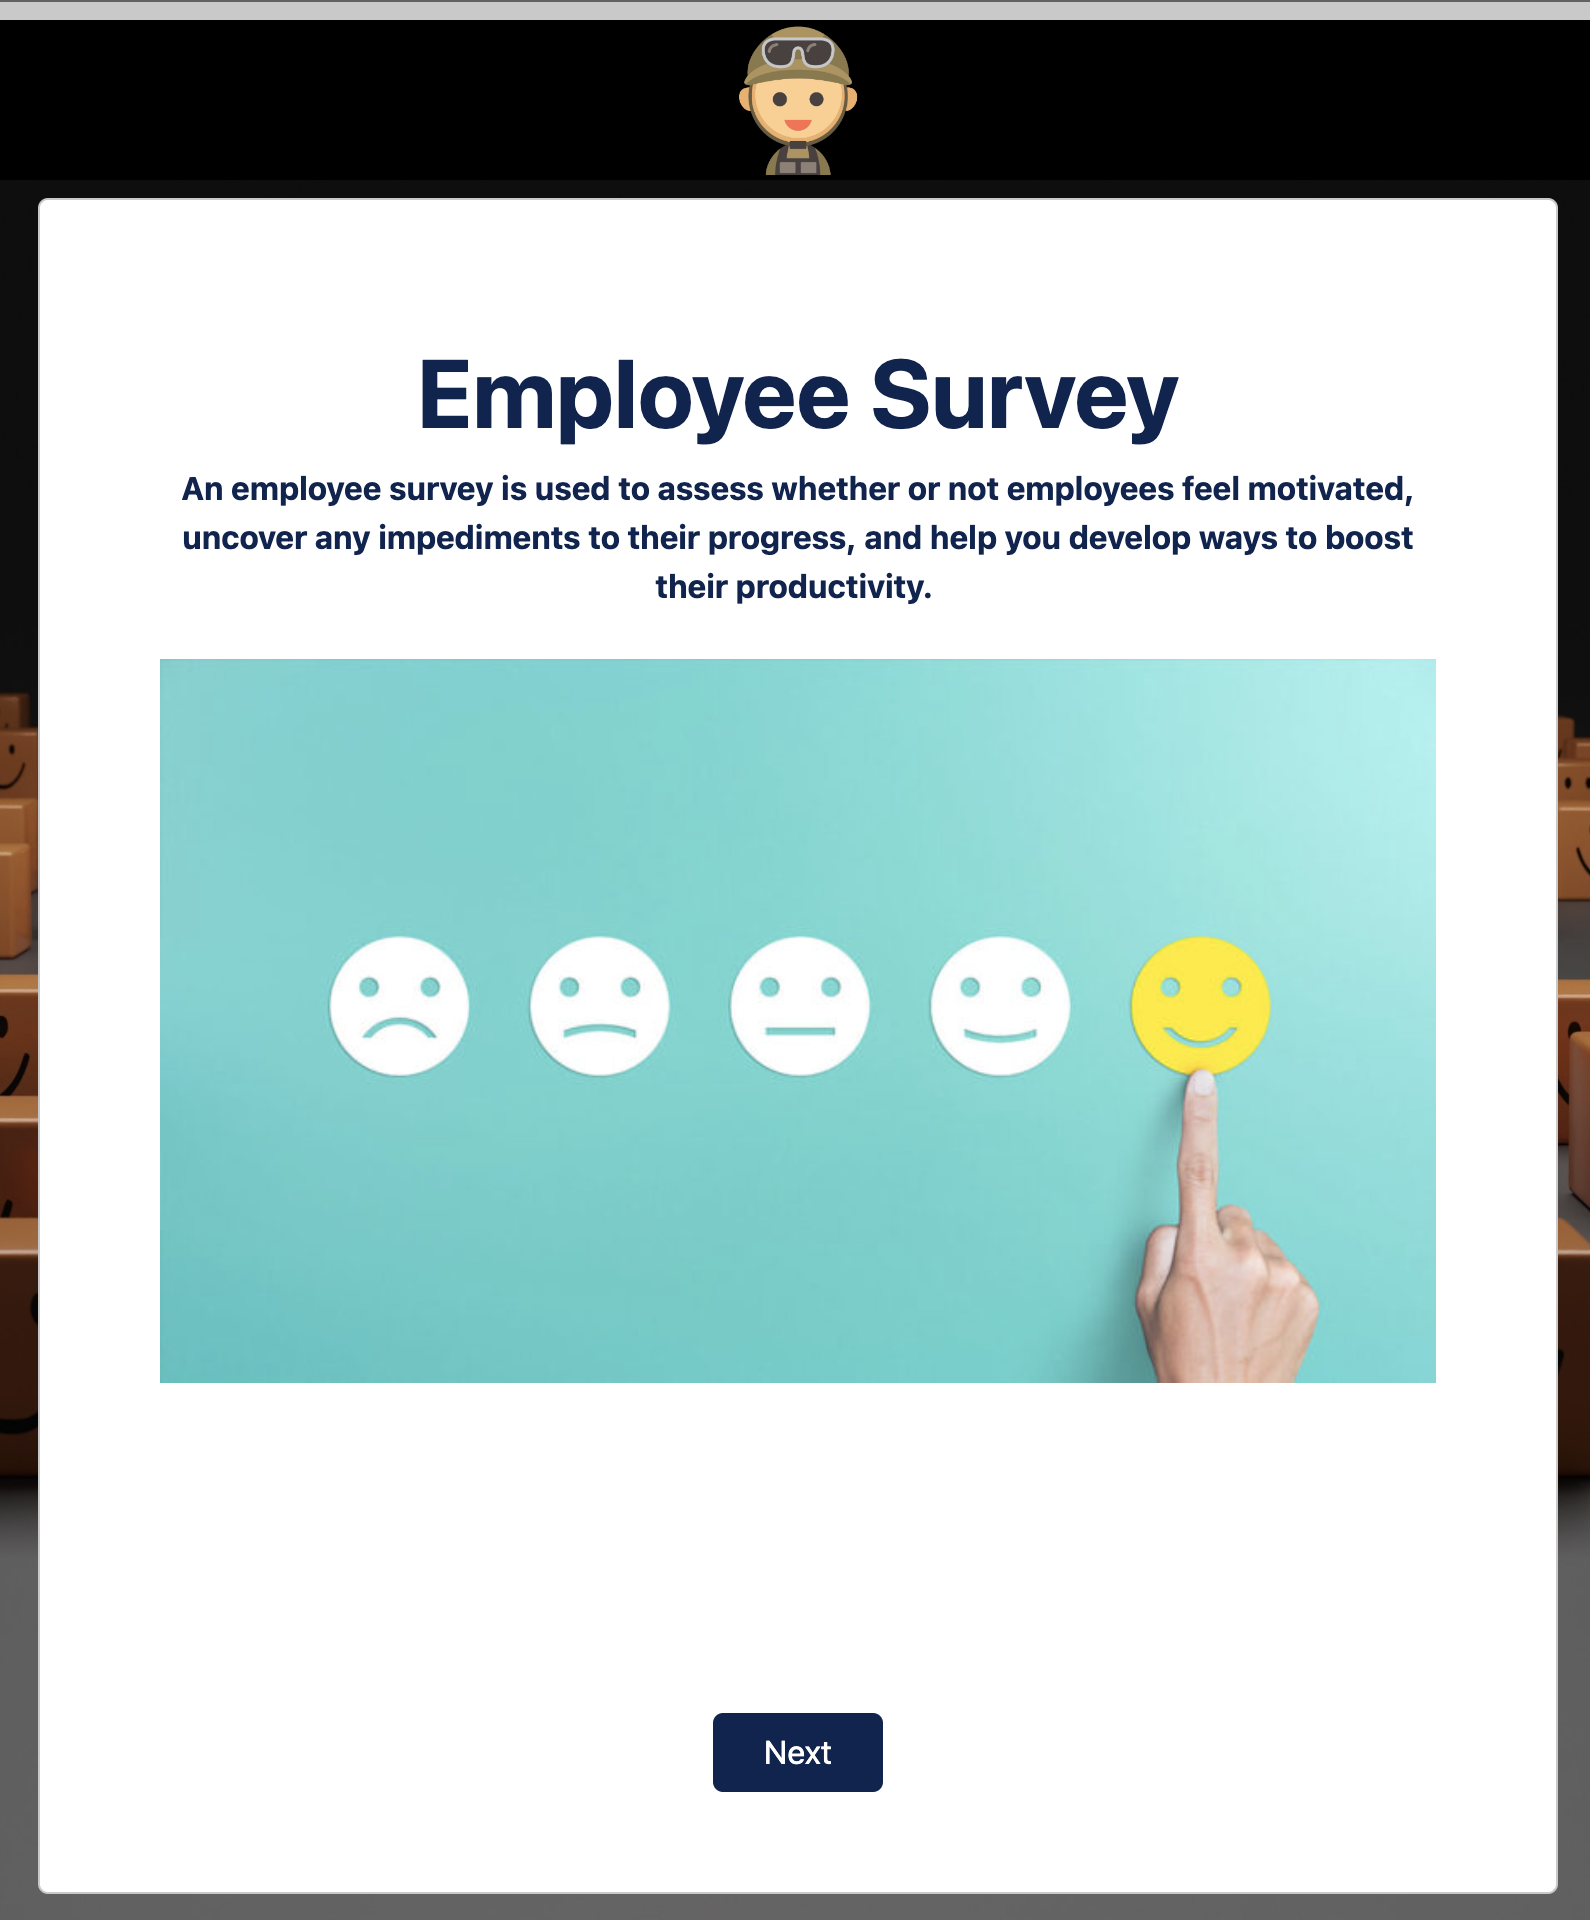 Employee Survey
An employee survey is used to assess whether or not employees feel motivated,
uncover any impediments to their progress, and help you develop ways to boost
their productivity.
Next